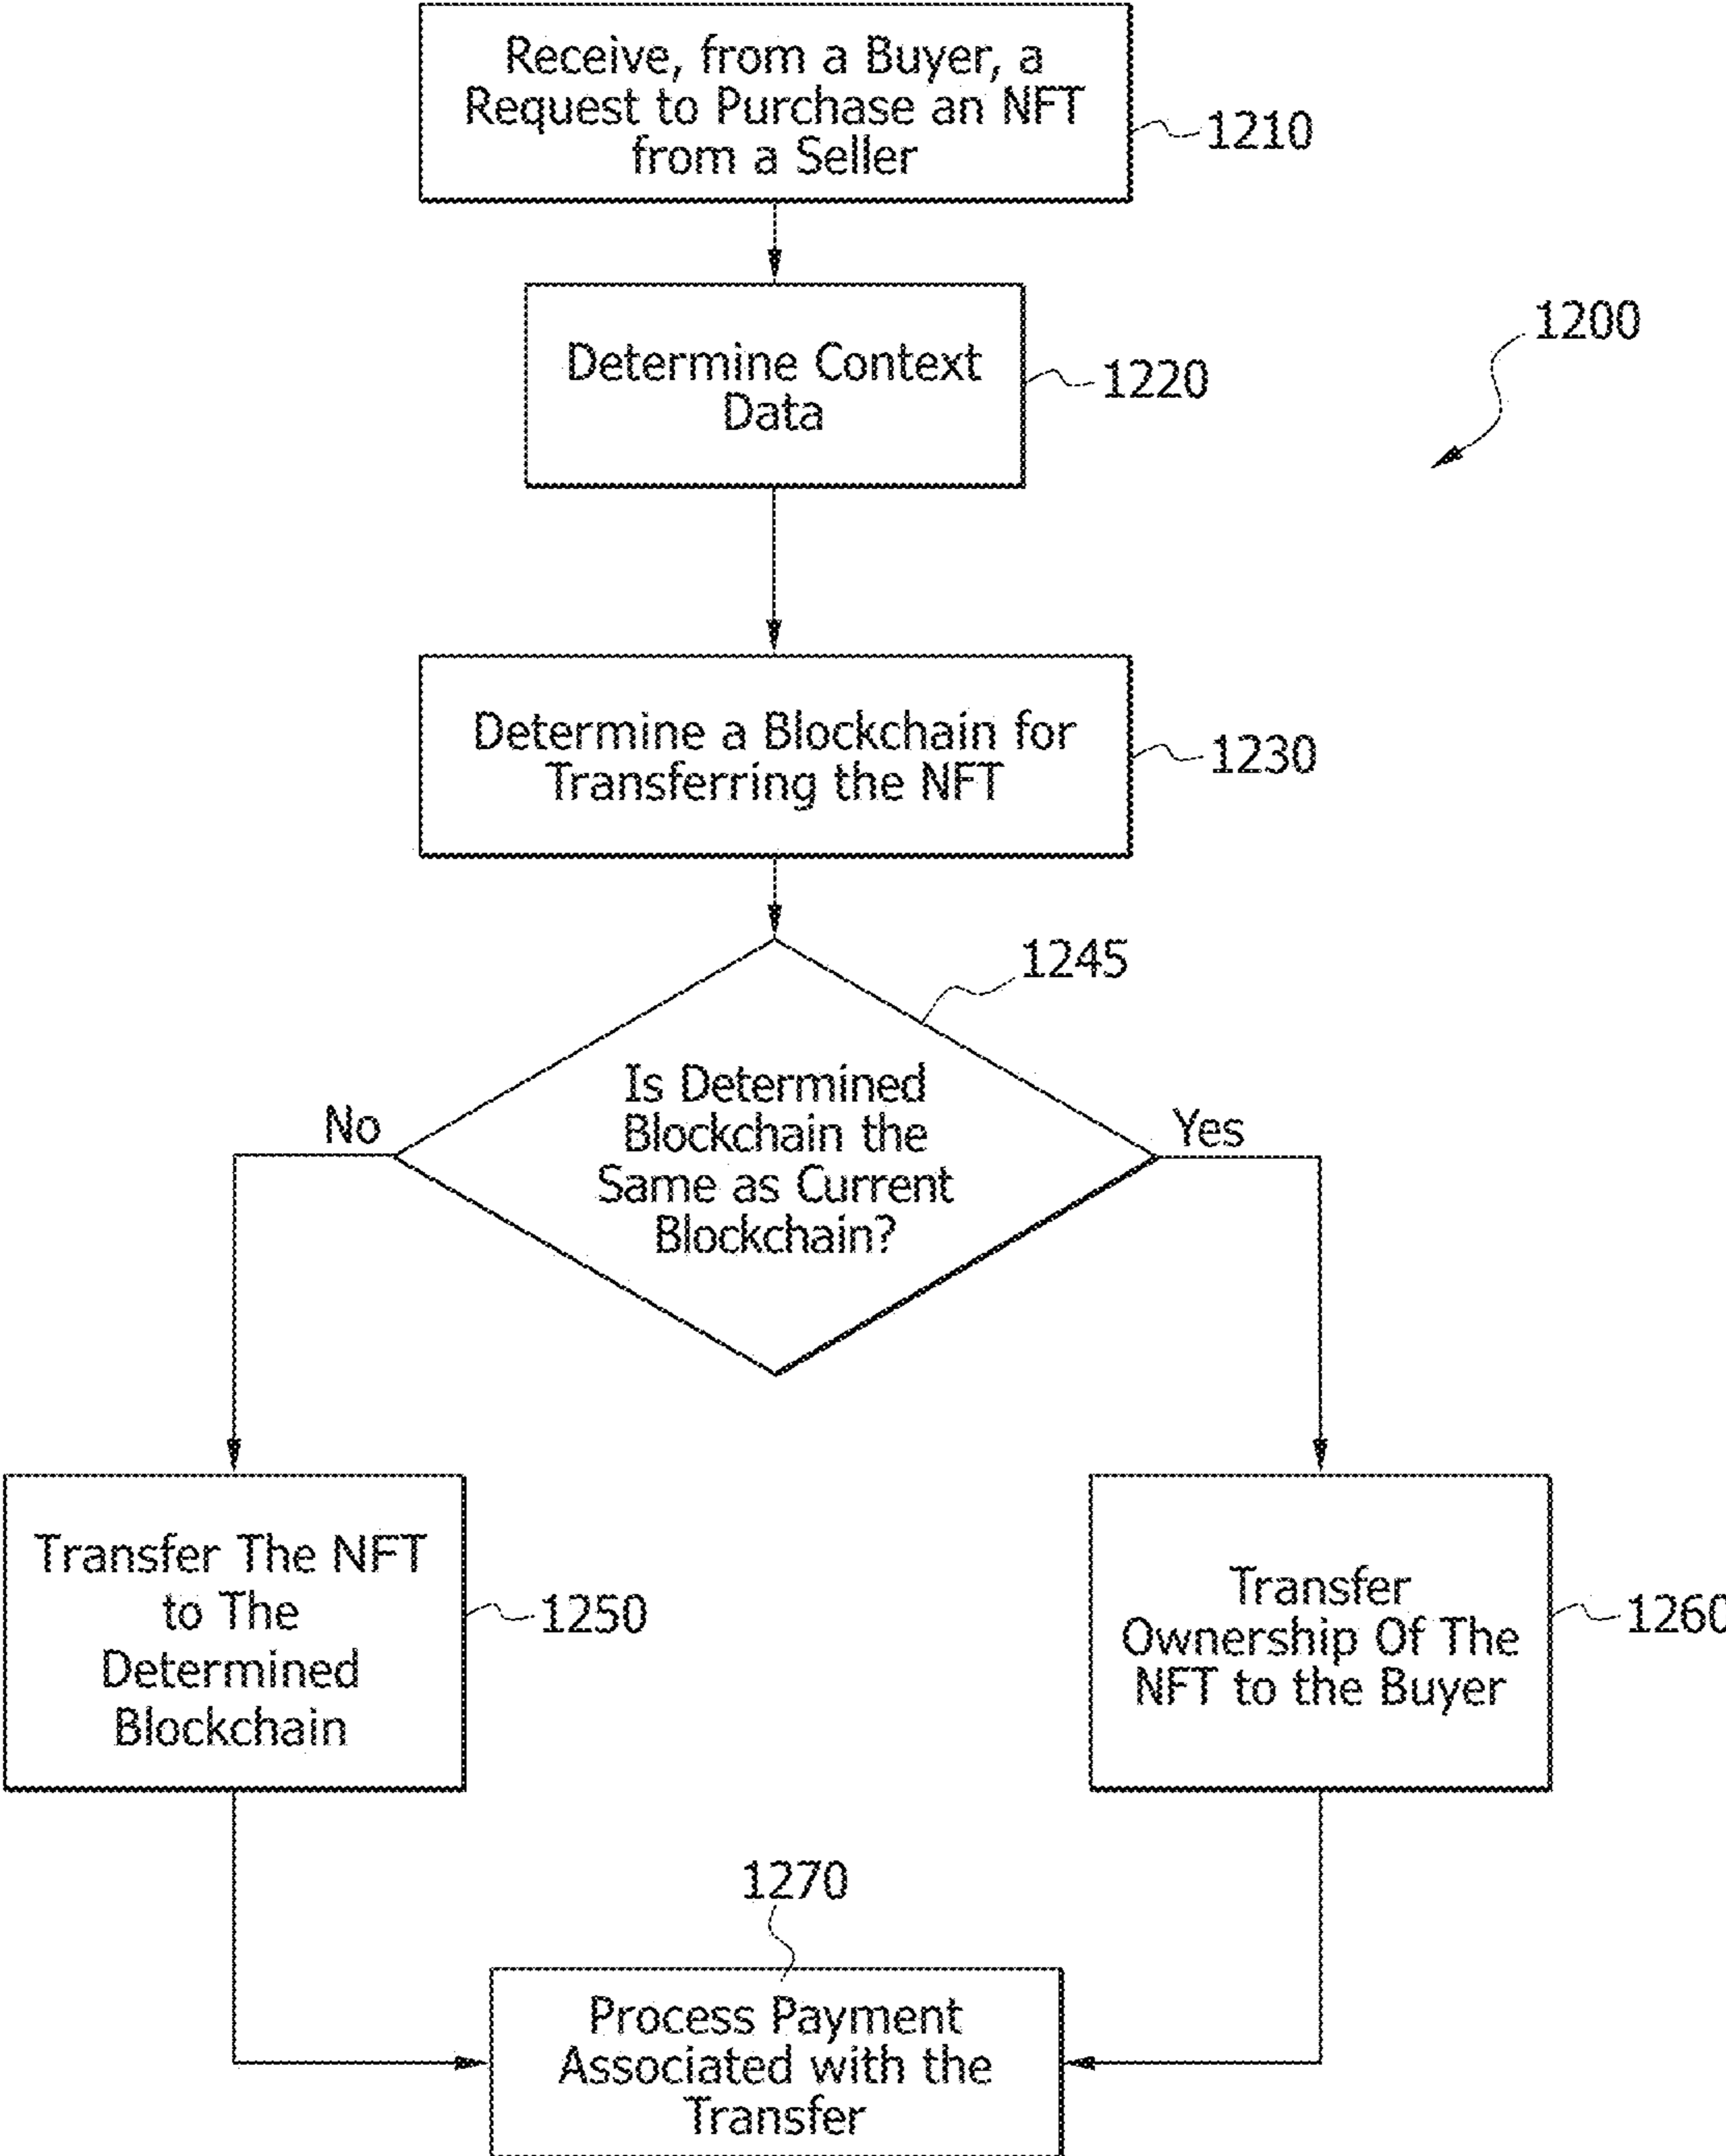 Receive, from a Buyer, a
Request to Purchase an NFT
from a Seller
1210
Determine Context
Data
1220
1200
Determine a Blockchain for
Transferring the NFT
1230
1245
Is Determined
Blockchain the
Same as Current
Blockchain?
No
Yes
Transfer The NFT
to The
Determined
Blockchain
1250
Transfer
Ownership Of The
NFT to the Buyer
1260
1270
Process Payment
Associated with the
Transfer